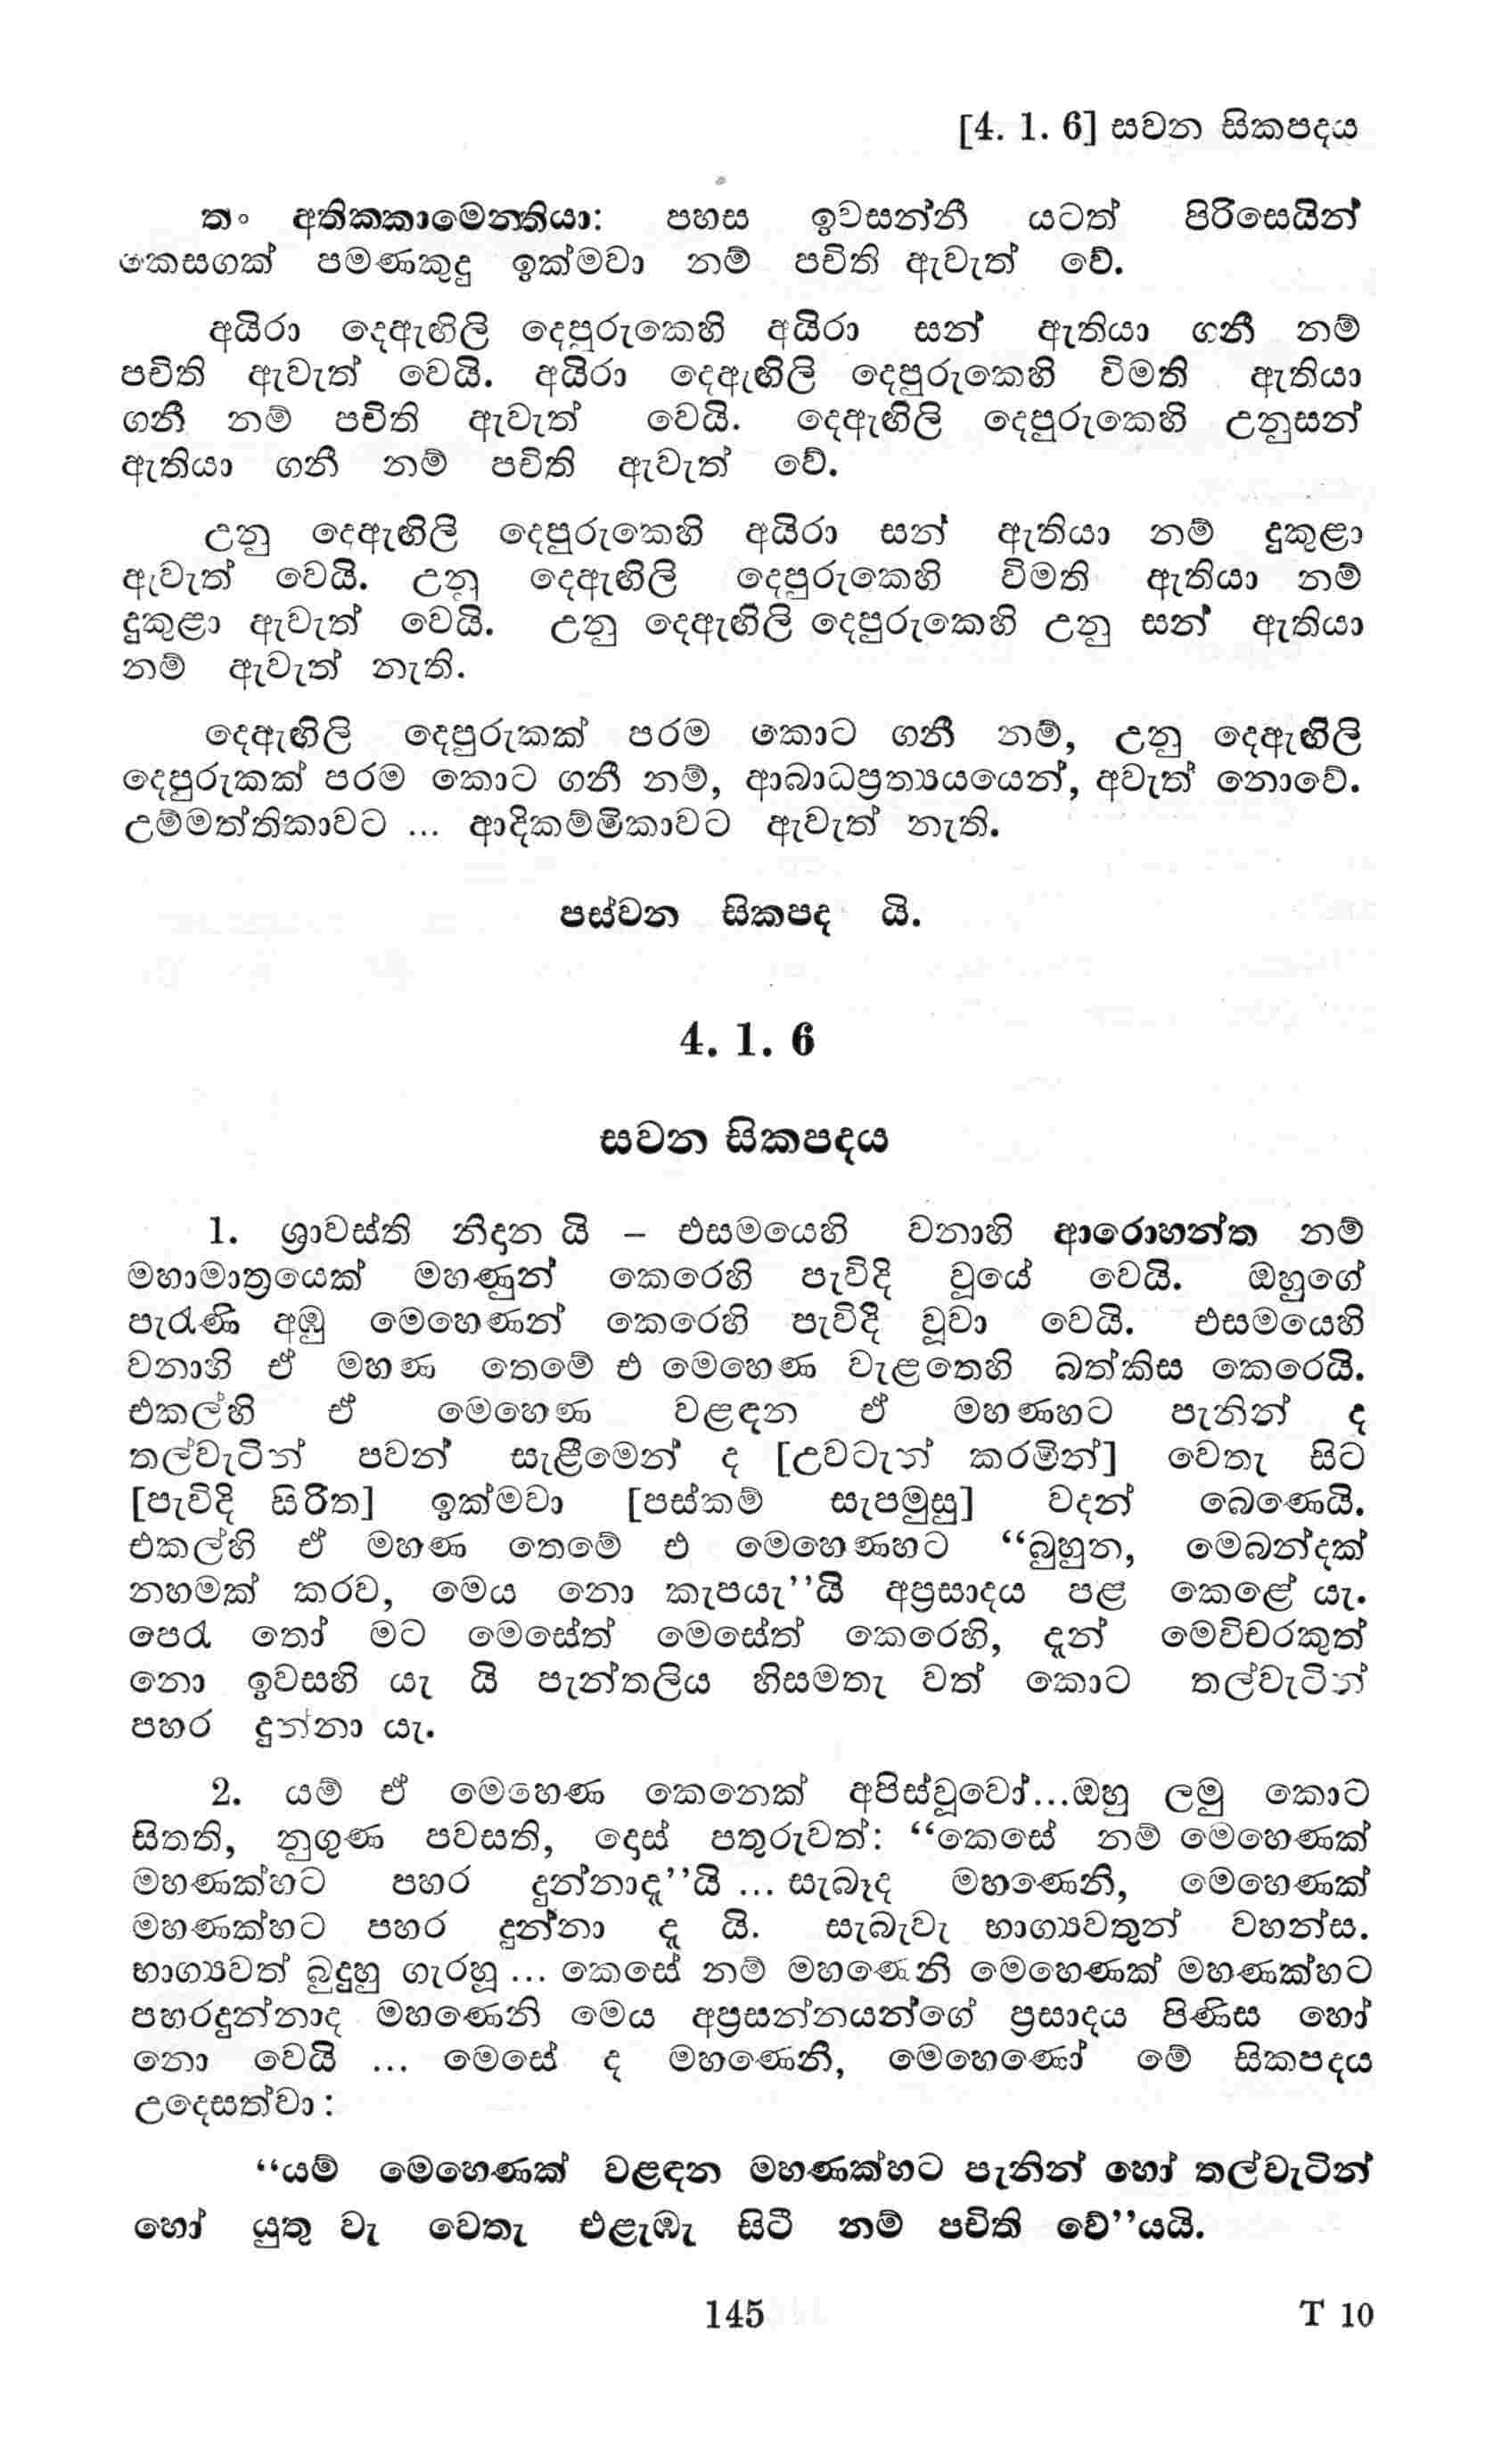 [4. 1. 6] සවන සිකපදය
තං අතික‍්කාමෙන‍්තියා: පහස ඉවසන්නී යටත් පිරිසෙයින්
කෙසගක් පමණකුදු ඉක්මවා නම් පචිති ඇවැත් වේ.
අයිරා දෙඇඟිලි දෙපුරුකෙහි අයිරා සන් ඇතියා ගනී නම්
පචිති ඇවැත් වෙයි. අයිරා දෙඇඟිලි දෙපුරුකෙහි විමති ඇතියා
ගනී නම් පචිති ඇවැත් වෙයි. දෙඇඟිලි දෙපුරුකෙහි උනුසන්
ඇතියා ගනී නම් පචිති ඇවැත් වේ.
උනු දෙඇඟිලි දෙපුරුකෙහි අයිරා සන් ඇතියා නම් දුකුළා
ඇවැත් වෙයි. උනු දෙඇඟිලි දෙපුරුකෙහි විමති ඇතියා නම්
දුකුළා ඇවැත් වෙයි. උනු දෙඇඟිලි දෙපුරුකෙහි උනු සන් ඇතියා
නම් ඇවැත් නැති.
දෙඇඟිලි දෙපුරුකක් පරම කොට ගනී නම්, උනු දෙඇඟිලි
දෙපුරුකක් පරම කොට ගනී නම්, ආබාධප්‍රත්‍යයයෙන්, අවැත් නොවේ.
උම්මත්තිකාවට ... ආදිකම්මිකාවට ඇවැත් නැති.
පස්වන සිකපද යි.
4. 1. 6
සවන සිකපදය
1. ශ්‍රාවස්ති නිදාන යි – එසමයෙහි වනාහි ආරොහන්ත නම්
මහාමාත්‍රයෙක් මහණුන් කෙරෙහි පැවිදි වූයේ වෙයි. ඔහුගේ
පැරැණි අඹු මෙහෙණන් කෙරෙහි පැවිදි වූවා වෙයි. එසමයෙහි
වනාහි ඒ මහණ තෙමේ එ මෙහෙණ වැළතෙහි බත්කිස කෙරෙයි.
එකල්හි ඒ මෙහෙණ වළඳන ඒ මහණහට පැනින් ද
තල්වැටින් පවන් සැළීමෙන් ද [උවටැන් කරමින්] වෙතැ සිට
[පැවිදි සිරිත] ඉක්මවා [පස්කම් සැපමුසු] වදන් බෙණෙයි.
එකල්හි ඒ මහණ තෙමේ එ මෙහෙණහට “බුහුන, මෙබන්දක්
නහමක් කරව, මෙය නො කැපයැ”යි අප්‍රසාදය පළ කෙළේ යැ.
පෙරැ තෝ මට මෙසේත් මෙසේත් කෙරෙහි, දැන් මෙවිචරකුත්
නො ඉවසහි යැ යි පැන්තලිය හිසමතැ වත් කොට තල්වැටින්
පහර දුන්නා යැ.
2. යම් ඒ මෙහෙණ කෙනෙක් අපිස්වූවෝ...ඔහු ලමු කොට
සිතති, නුගුණ පවසති, දොස් පතුරුවත්: “කෙසේ නම් මෙහෙණක්
මහණක්හට පහර දුන්නාදැ”යි ... සැබෑද මහණෙනි, මෙහෙණක්
මහණක්හට පහර දුන්නා දැ යි. සැබැවැ භාග්‍යවතුන් වහන්ස.
භාග්‍යවත් බුදුහු ගැරහූ ... කෙසේ නම් මහණෙනි මෙහෙණක් මහණක්හට
පහරදුන්නාද මහණෙනි මෙය අප්‍රසන්නයන්ගේ ප්‍රසාදය පිණිස හෝ
නො වෙයි ... මෙසේ ද මහණෙනි, මෙහෙණෝ මේ සිකපදය
උදෙසත්වා:
“යම් මෙහෙණක් වළඳන මහණක්හට පැනින් හෝ තල්වැටින්
හෝ යුතු වැ වෙතැ එළැඹැ සිටී නම් පචිති වේ”යයි.
145
T 10